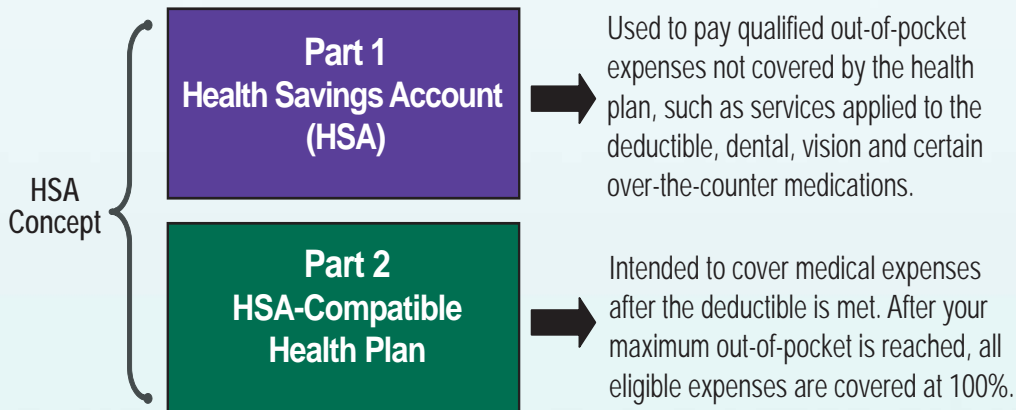 HSA
Concept
Part 1
Health Savings Account
(HSA)
Used to pay qualified out-of-pocket
expenses not covered by the health
plan, such as services applied to the
deductible, dental, vision and certain
over-the-counter medications.
Part 2
HSA-Compatible
Health Plan
Intended to cover medical expenses
after the deductible is met. After your
maximum out-of-pocket is reached, all
eligible expenses are covered at 100%.